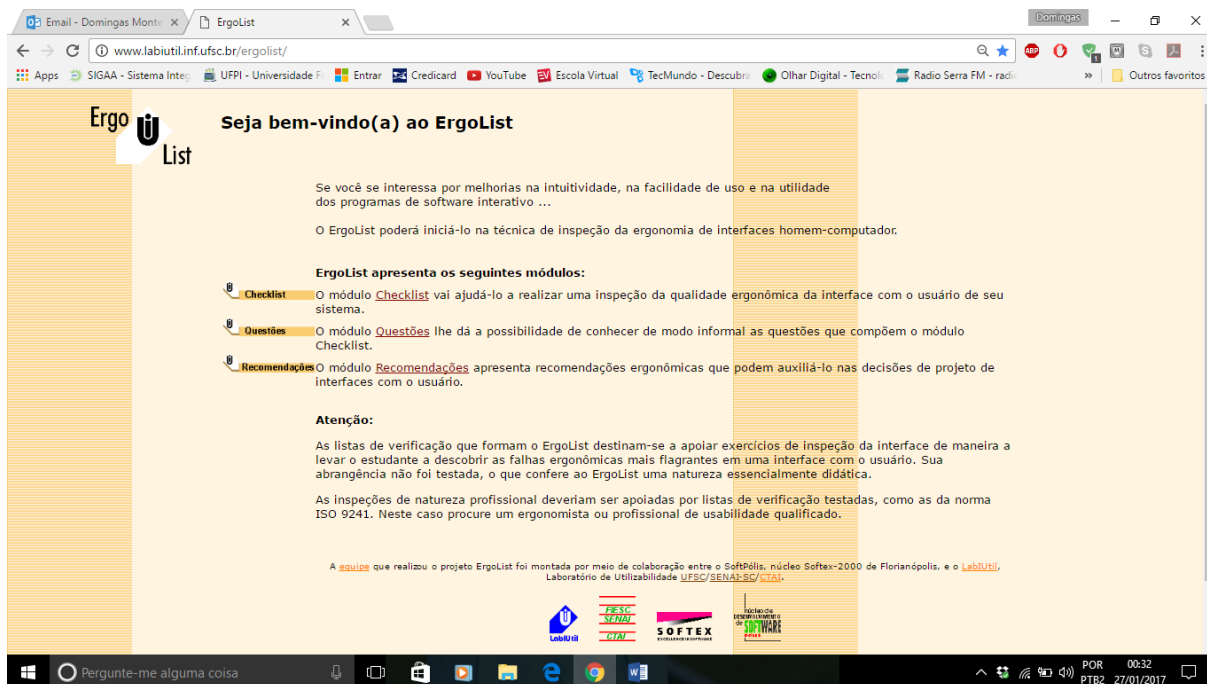 Email - Domingas Monte
ErgoList
Domingas
www.labiutil.inf.ufsc.br/ergolist/
Apps
SIGAA - Sistema Integ
UFPI - Universidade F
Entrar
Credicard
YouTube
Escola Virtual
TecMundo - Descubra
Olhar Digital - Tecnolo
Radio Serra FM - radio
Outros favoritos
Ergo
List
Seja bem-vindo(a) ao ErgoList
Se você se interessa por melhorias na intuitividade, na facilidade de uso e na utilidade
dos programas de software interativo ...
O ErgoList poderá iniciá-lo na técnica de inspeção da ergonomia de interfaces homem-computador.
ErgoList apresenta os seguintes módulos:
Checklist
O módulo Checklist vai ajudá-lo a realizar uma inspeção da qualidade ergonômica da interface com o usuário de seu
sistema.
Questões
O módulo Questões lhe dá a possibilidade de conhecer de modo informal as questões que compõem o módulo
Checklist.
Recomendações
O módulo Recomendações apresenta recomendações ergonômicas que podem auxiliá-lo nas decisões de projeto de
interfaces com o usuário.
Atenção:
As listas de verificação que formam o ErgoList destinam-se a apoiar exercícios de inspeção da interface de maneira a
levar o estudante a descobrir as falhas ergonômicas mais flagrantes em uma interface com o usuário. Sua
abrangência não foi testada, o que confere ao ErgoList uma natureza essencialmente didática.
As inspeções de natureza profissional deveriam ser apoiadas por listas de verificação testadas, como as da norma
ISO 9241. Neste caso procure um ergonomista ou profissional de usabilidade qualificado.
A equipe que realizou o projeto ErgoList foi montada por meio de colaboração entre o SoftPólis, núcleo Softex-2000 de Florianópolis, e o LabIUtil,
Laboratório de Utilizabilidade UFSC/SENAI-SC/CTAI.
LabIUtil
FIESC
SENAI
CTAI
SOFTEX
núcleo de
DESENVOLVIMENTO
de SOFTWARE
Pergunte-me alguma coisa
POR
PTB2
00:32
27/01/2017